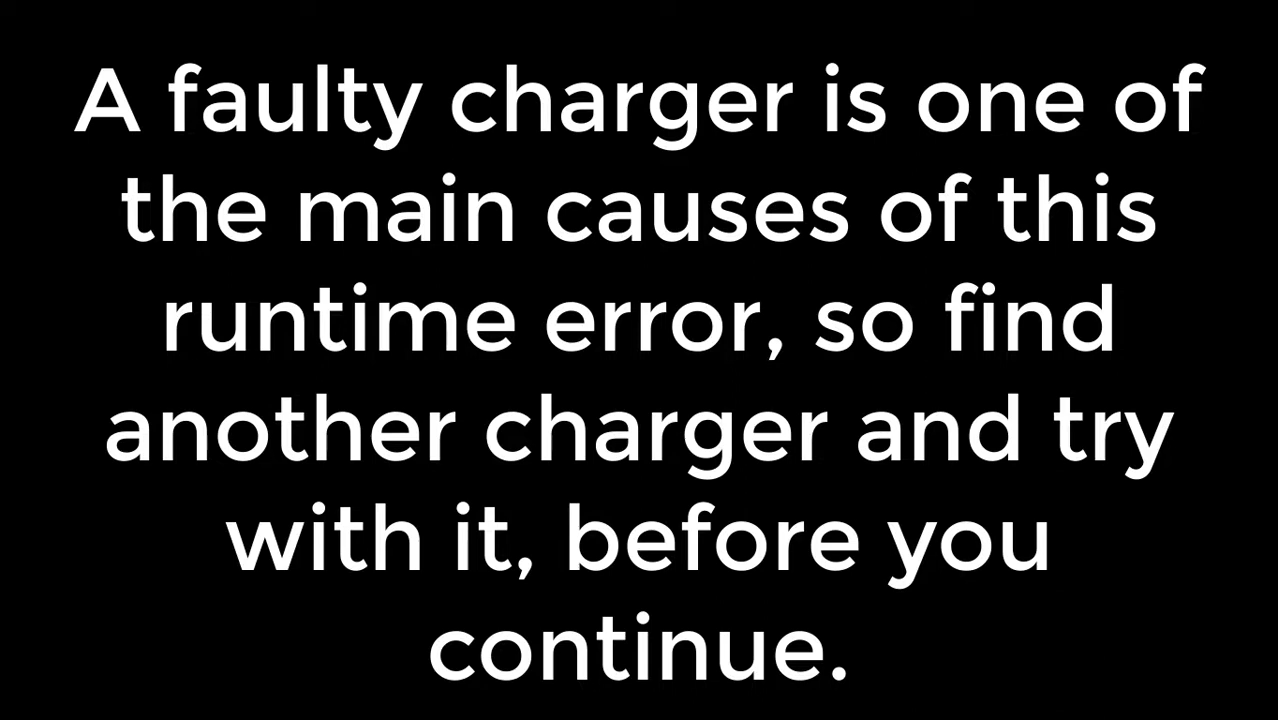 A faulty charger is one of
the main causes of this
runtime error, so find
another charger and try
with it, before you
continue.